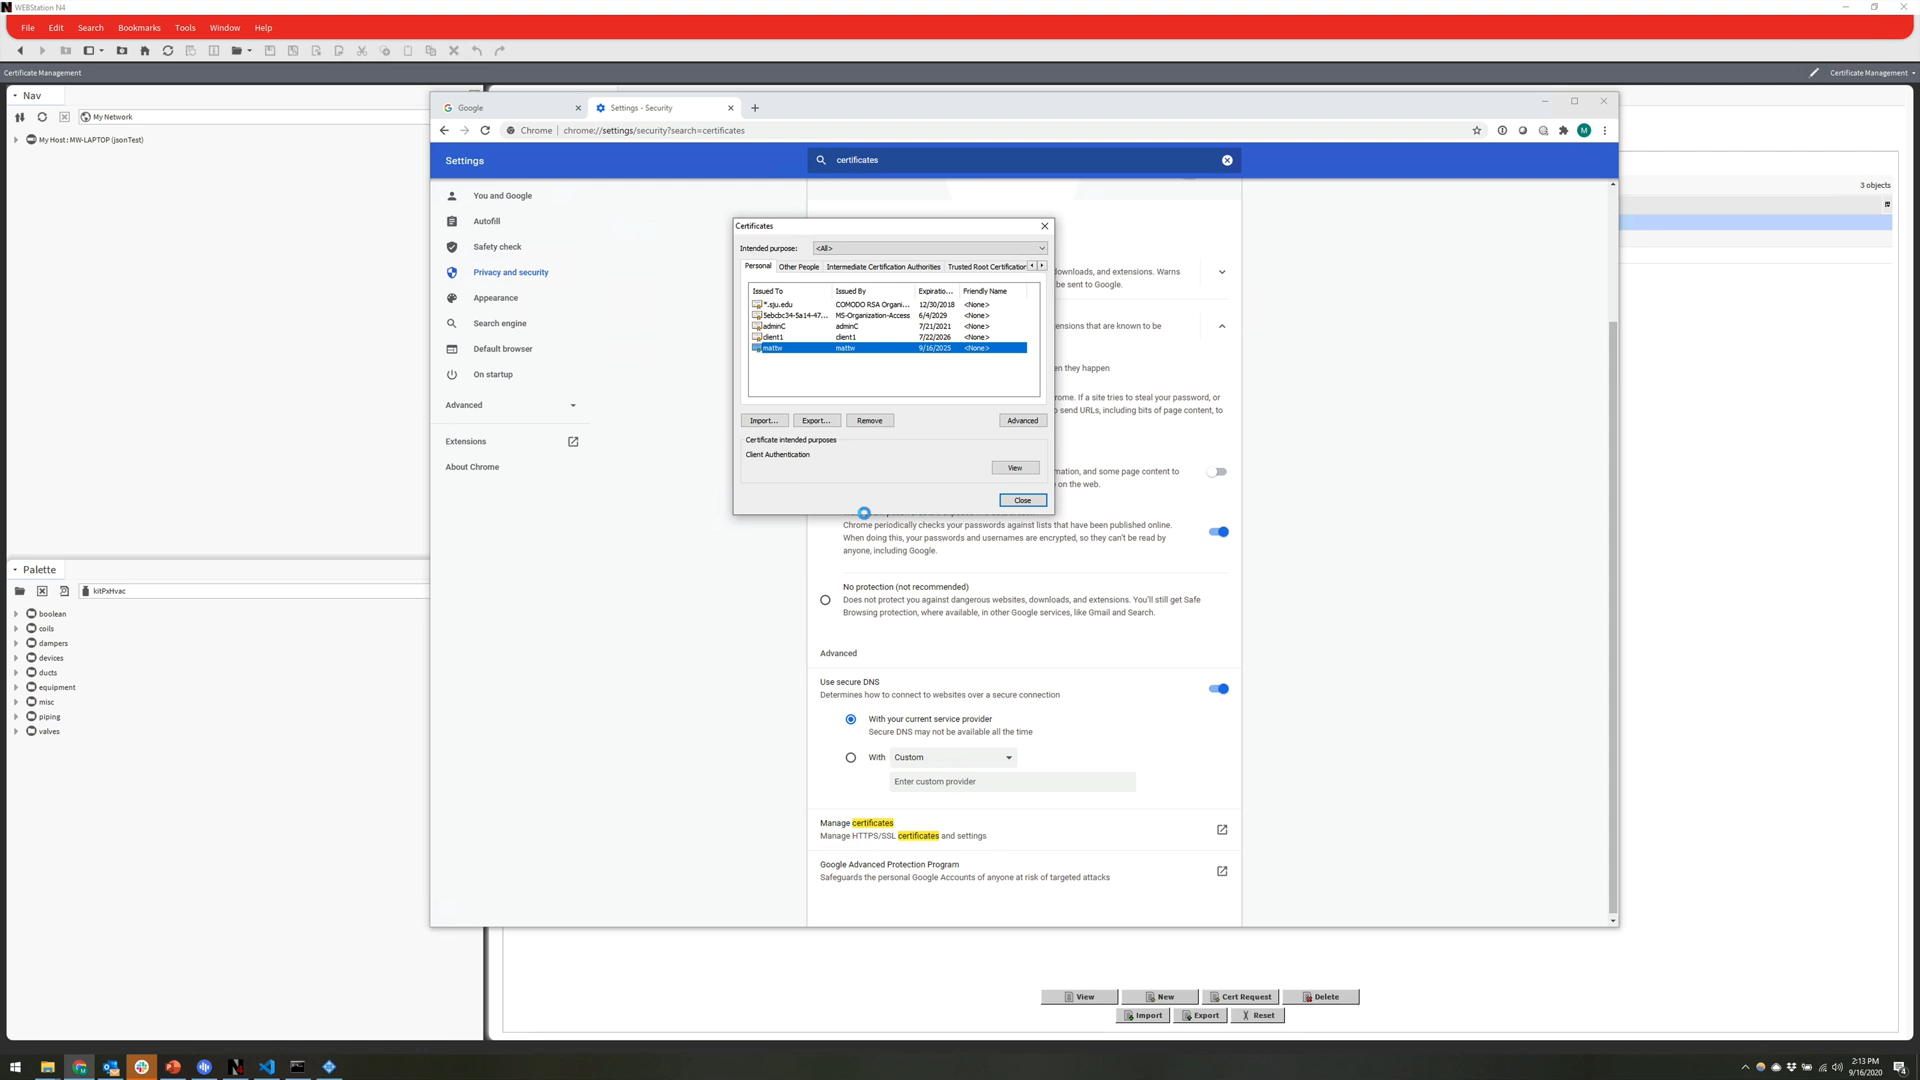 WEBStation N4
File Edit Search Bookmarks Tools Window Help
Certificate Management
Certificate Management
Nav
My Network
My Host : MW-LAPTOP (jsonTest)
Palette
kitPxHvac
boolean
coils
dampers
devices
ducts
equipment
misc
piping
valves
Google
Settings - Security
Chrome
chrome://settings/security?search=certificates
M
Settings
certificates
You and Google
Autofill
Safety check
Privacy and security
Appearance
Search engine
Default browser
On startup
Advanced
Extensions
About Chrome
3 objects
Certificates
Intended purpose:
<All>
Personal Other People Intermediate Certification Authorities Trusted Root Certification
Issued To Issued By Expiratio... Friendly Name
*.sju.edu COMODO RSA Organi... 12/30/2018 <None>
5ebcbc34-5a14-47... MS-Organization-Access 6/4/2029 <None>
adminC adminC 7/21/2021 <None>
client1 client1 7/22/2026 <None>
mattw mattw 9/16/2025 <None>
Import... Export... Remove Advanced
Certificate intended purposes
Client Authentication
View
Close
downloads, and extensions. Warns
be sent to Google.
tensions that are known to be
en they happen
rome. If a site tries to steal your password, or
send URLs, including bits of page content, to
mation, and some page content to
on the web.
Chrome periodically checks your passwords against lists that have been published online.
When doing this, your passwords and usernames are encrypted, so they can't be read by
anyone, including Google.
No protection (not recommended)
Does not protect you against dangerous websites, downloads, and extensions. You'll still get Safe
Browsing protection, where available, in other Google services, like Gmail and Search.
Advanced
Use secure DNS
Determines how to connect to websites over a secure connection
With your current service provider
Secure DNS may not be available all the time
With Custom
Enter custom provider
Manage certificates
Manage HTTPS/SSL certificates and settings
Google Advanced Protection Program
Safeguards the personal Google Accounts of anyone at risk of targeted attacks
View New Cert Request Delete
Import Export Reset
2:13 PM
9/16/2020